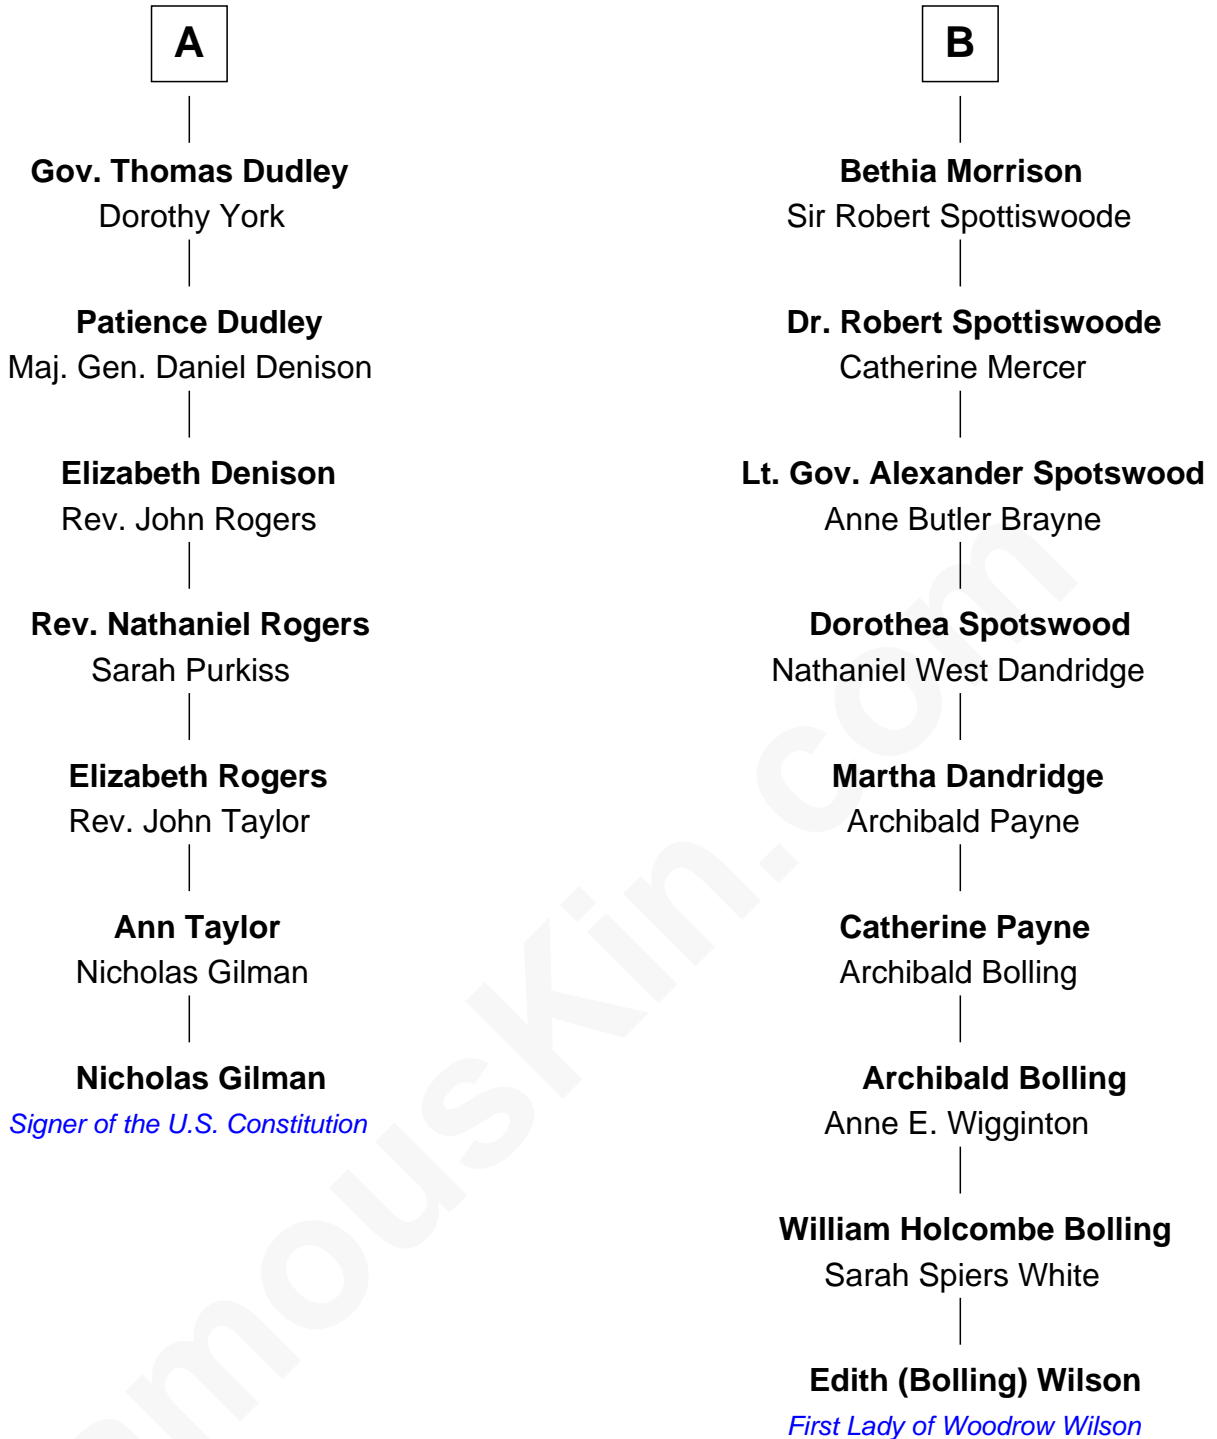 A
Gov. Thomas Dudley
Dorothy York
Patience Dudley
Maj. Gen. Daniel Denison
Elizabeth Denison
Rev. John Rogers
Rev. Nathaniel Rogers
Sarah Purkiss
Elizabeth Rogers
Rev. John Taylor
Ann Taylor
Nicholas Gilman
Nicholas Gilman
Signer of the U.S. Constitution
B
Bethia Morrison
Sir Robert Spottiswoode
Dr. Robert Spottiswoode
Catherine Mercer
Lt. Gov. Alexander Spotswood
Anne Butler Brayne
Dorothea Spotswood
Nathaniel West Dandridge
Martha Dandridge
Archibald Payne
Catherine Payne
Archibald Bolling
Archibald Bolling
Anne E. Wigginton
William Holcombe Bolling
Sarah Spiers White
Edith (Bolling) Wilson
First Lady of Woodrow Wilson
amousKin.com